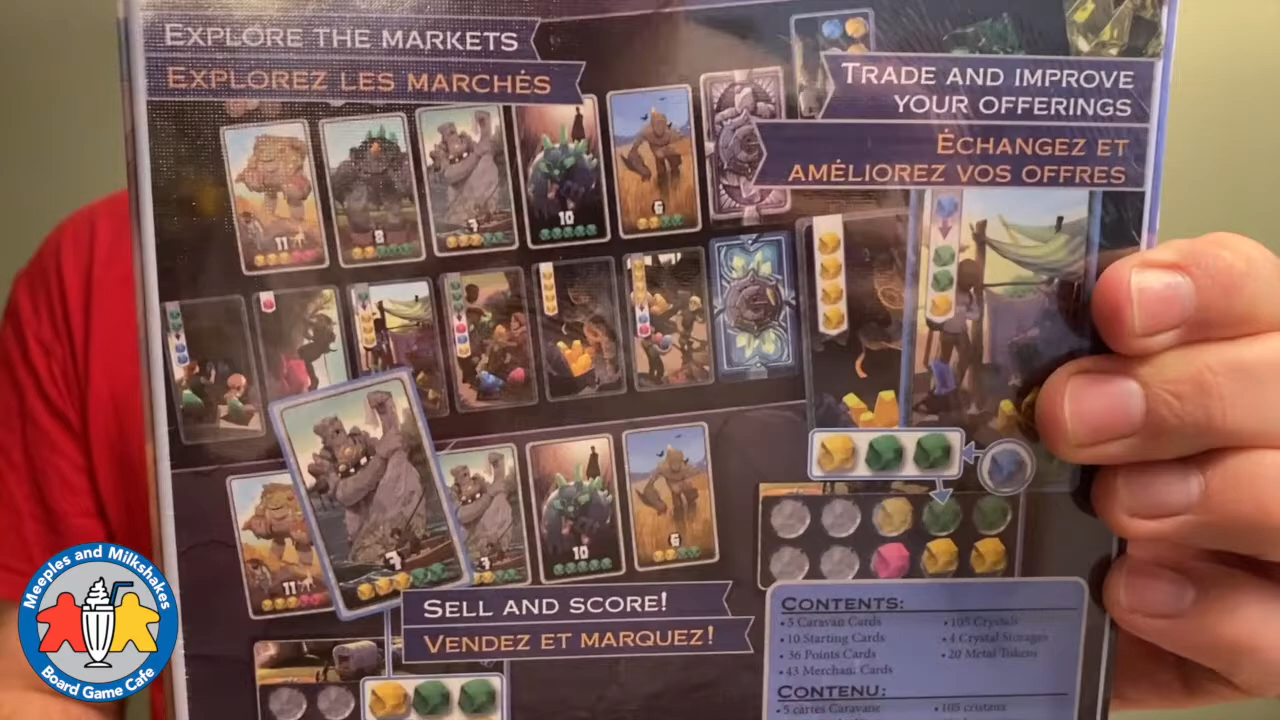 EXPLORE THE MARKETS
EXPLOREZ LES MARCHÉS
TRADE AND IMPROVE
YOUR OFFERINGS
ÉCHANGEZ ET
AMÉLIOREZ VOS OFFRES
11
8
7
10
6
11
7
7
10
6
SELL AND SCORE!
VENDEZ ET MARQUEZ!
CONTENTS:
• 5 Caravan Cards
• 10 Starting Cards
• 36 Points Cards
• 43 Merchant Cards
• 105 Crystals
• 4 Crystal Storages
• 20 Metal Tokens
CONTENU:
• 5 cartes Caravane
• 105 cristaux
Meeples and Milkshakes
Board Game Cafe